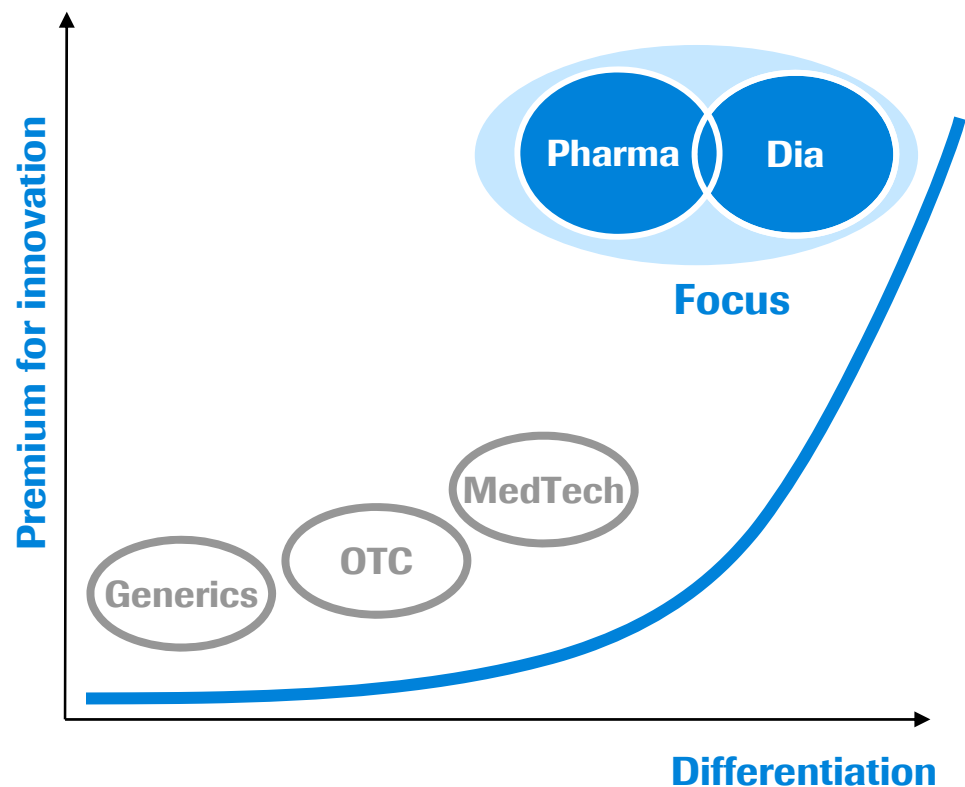 Premium for innovation
Pharma
Dia
Focus
MedTech
OTC
Generics
Differentiation